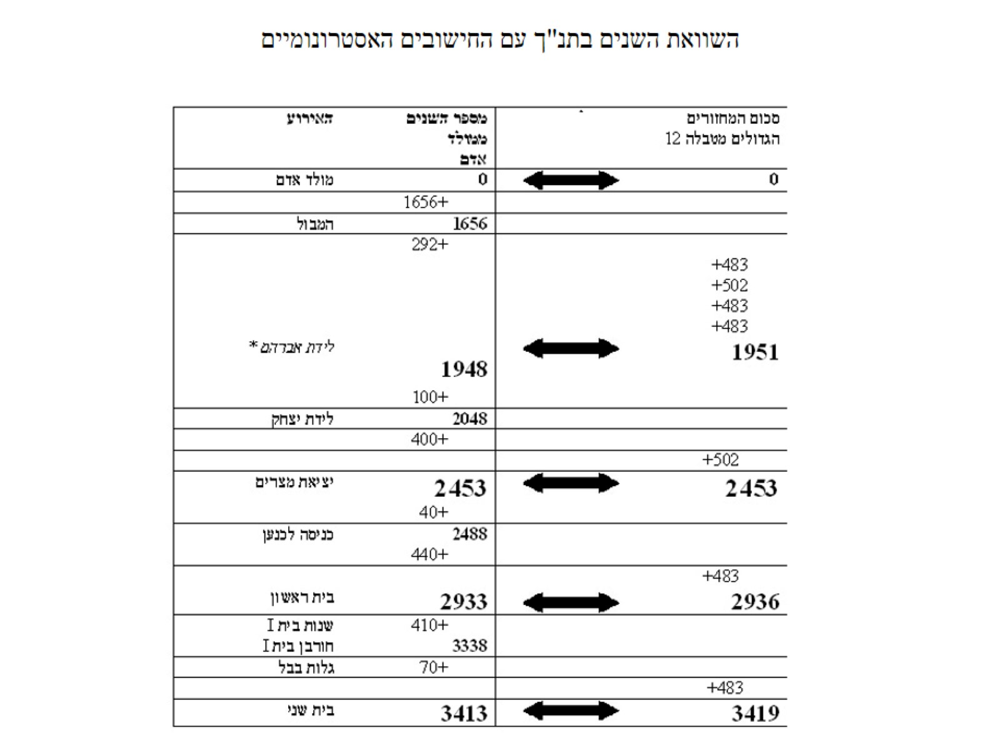 השוואת השנים בתנ"ך עם החישובים האסטרונומיים
סכום המחזורים
הגדולים מטבלה 12
מספר השנים
ממולד
אדם
האירוע
0
0
מולד אדם
1656+
1656
המבול
292+
+483
+502
+483
+483
1951
לידת אברהם*
1948
100+
2048
לידת יצחק
400+
+502
2453
2453
יציאת מצרים
40+
2488
כניסה לכנען
440+
+483
2936
2933
בית ראשון
410+
שנות בית I
3338
חורבן בית I
70+
גלות בבל
+483
3419
3413
בית שני